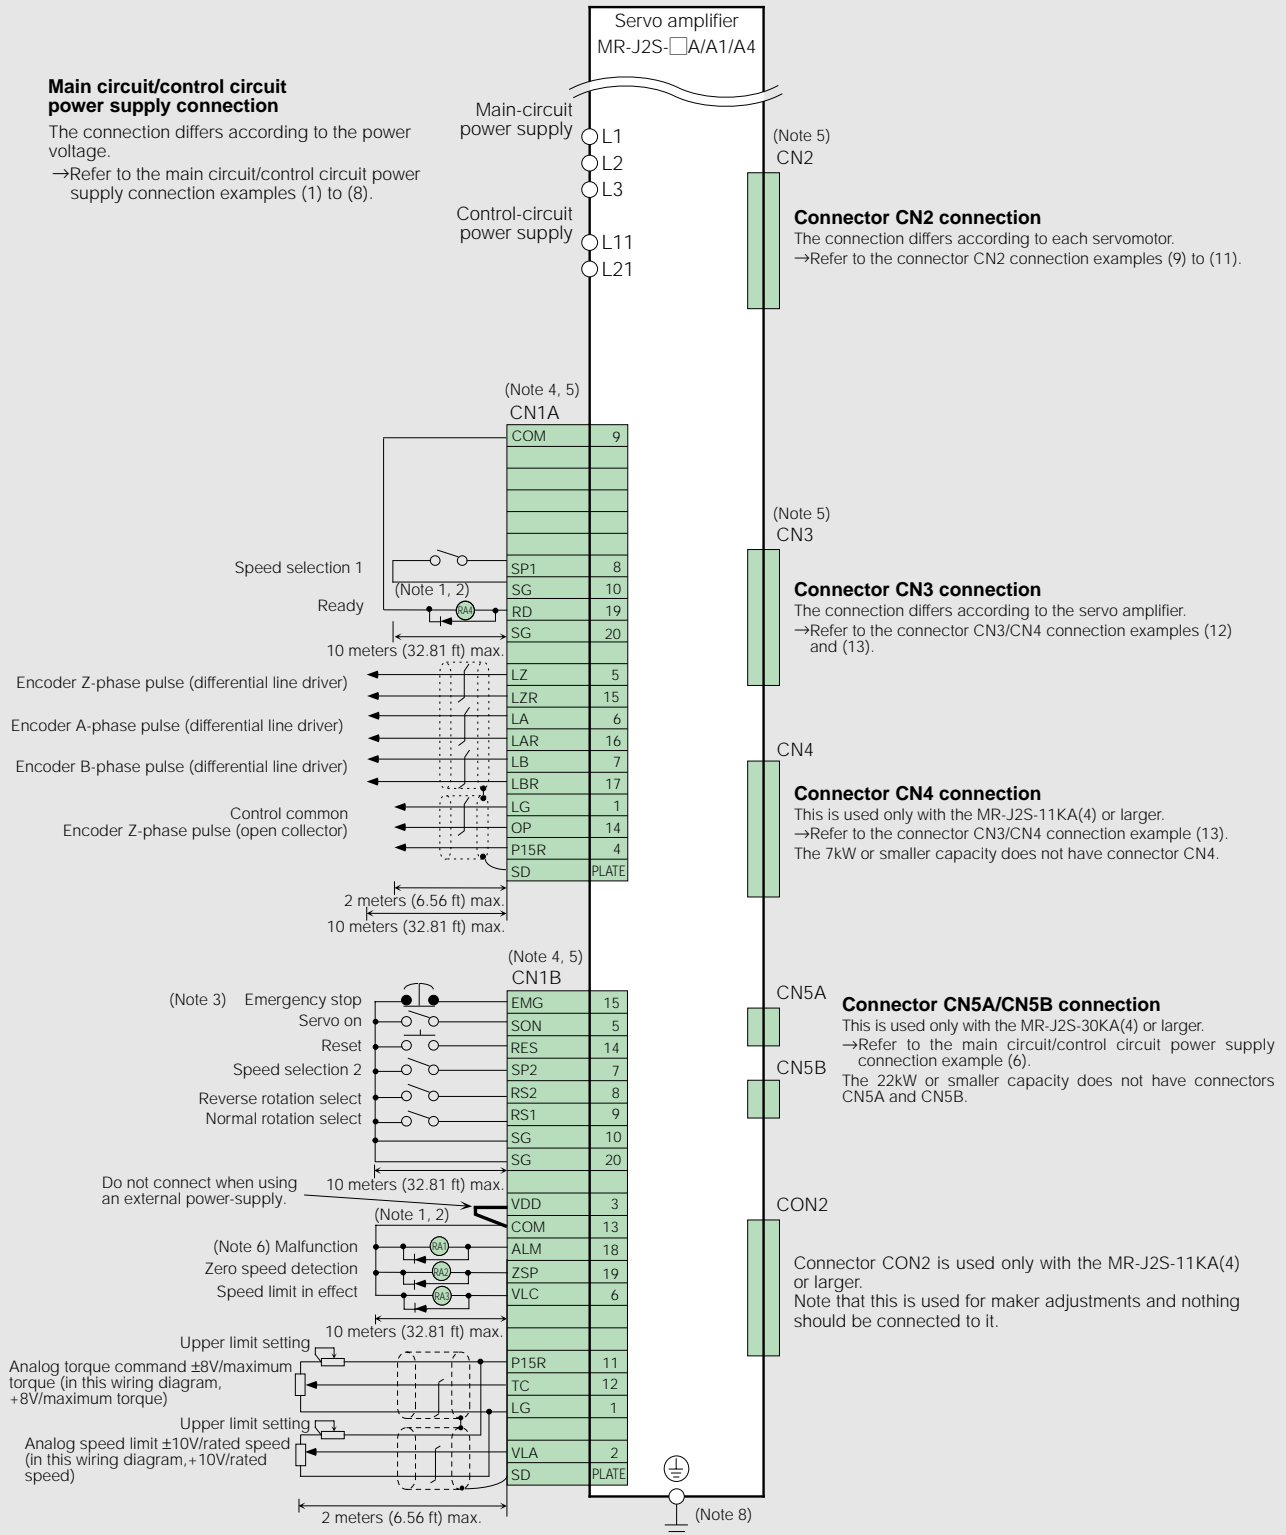 Servo amplifier
MR-J2S-□A/A1/A4
Main circuit/control circuit
power supply connection
The connection differs according to the power
voltage.
→Refer to the main circuit/control circuit power
supply connection examples (1) to (8).
Main-circuit
power supply
L1
L2
L3
Control-circuit
power supply
L11
L21
(Note 5)
CN2
Connector CN2 connection
The connection differs according to each servomotor.
→Refer to the connector CN2 connection examples (9) to (11).
(Note 4, 5)
CN1A
COM 9
Speed selection 1
SP1 8
(Note 1, 2)
SG 10
Ready
RA4
RD 19
SG 20
10 meters (32.81 ft) max.
Encoder Z-phase pulse (differential line driver)
LZ 5
LZR 15
Encoder A-phase pulse (differential line driver)
LA 6
LAR 16
Encoder B-phase pulse (differential line driver)
LB 7
LBR 17
Control common
LG 1
Encoder Z-phase pulse (open collector)
OP 14
P15R 4
SD PLATE
2 meters (6.56 ft) max.
10 meters (32.81 ft) max.
(Note 5)
CN3
Connector CN3 connection
The connection differs according to the servo amplifier.
→Refer to the connector CN3/CN4 connection examples (12)
and (13).
CN4
Connector CN4 connection
This is used only with the MR-J2S-11KA(4) or larger.
→Refer to the connector CN3/CN4 connection example (13).
The 7kW or smaller capacity does not have connector CN4.
(Note 4, 5)
CN1B
(Note 3) Emergency stop
EMG 15
Servo on
SON 5
Reset
RES 14
Speed selection 2
SP2 7
Reverse rotation select
RS2 8
Normal rotation select
RS1 9
SG 10
SG 20
10 meters (32.81 ft) max.
Do not connect when using
an external power-supply.
VDD 3
(Note 1, 2)
COM 13
(Note 6) Malfunction
RA1
ALM 18
Zero speed detection
RA2
ZSP 19
Speed limit in effect
RA3
VLC 6
10 meters (32.81 ft) max.
Upper limit setting
Analog torque command ±8V/maximum
torque (in this wiring diagram,
+8V/maximum torque)
P15R 11
TC 12
LG 1
Upper limit setting
Analog speed limit ±10V/rated speed
(in this wiring diagram,+10V/rated
speed)
VLA 2
SD PLATE
2 meters (6.56 ft) max.
CN5A
CN5B
Connector CN5A/CN5B connection
This is used only with the MR-J2S-30KA(4) or larger.
→Refer to the main circuit/control circuit power supply
connection example (6).
The 22kW or smaller capacity does not have connectors
CN5A and CN5B.
CON2
Connector CON2 is used only with the MR-J2S-11KA(4)
or larger.
Note that this is used for maker adjustments and nothing
should be connected to it.
(Note 8)